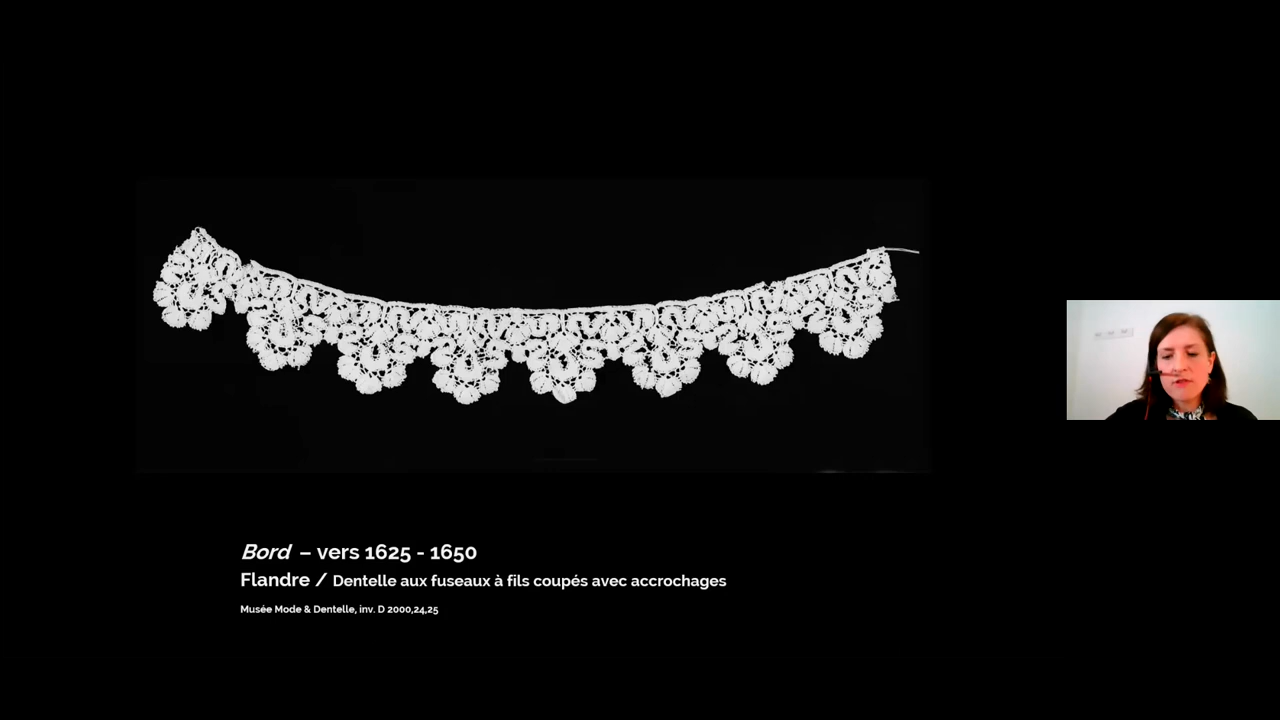 Bord – vers 1625 - 1650
Flandre / Dentelle aux fuseaux à fils coupés avec accrochages
Musée Mode & Dentelle, inv. D 2000,24,25